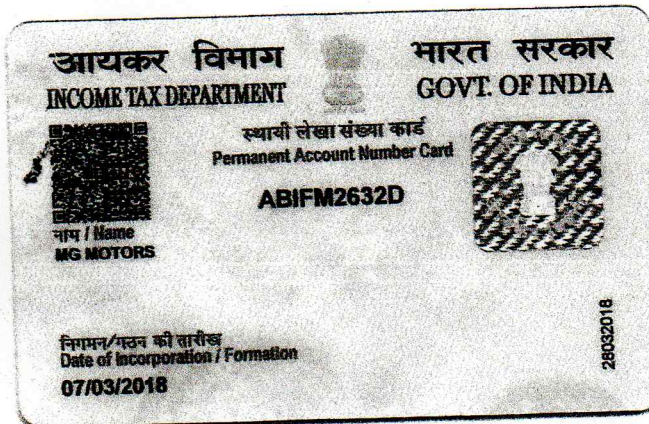 आयकर विभाग
INCOME TAX DEPARTMENT
भारत सरकार
GOVT. OF INDIA
स्थायी लेखा संख्या कार्ड
Permanent Account Number Card
ABIFM2632D
नाम / Name
MG MOTORS
निगमन/गठन की तारीख
Date of Incorporation / Formation
07/03/2018
28032018